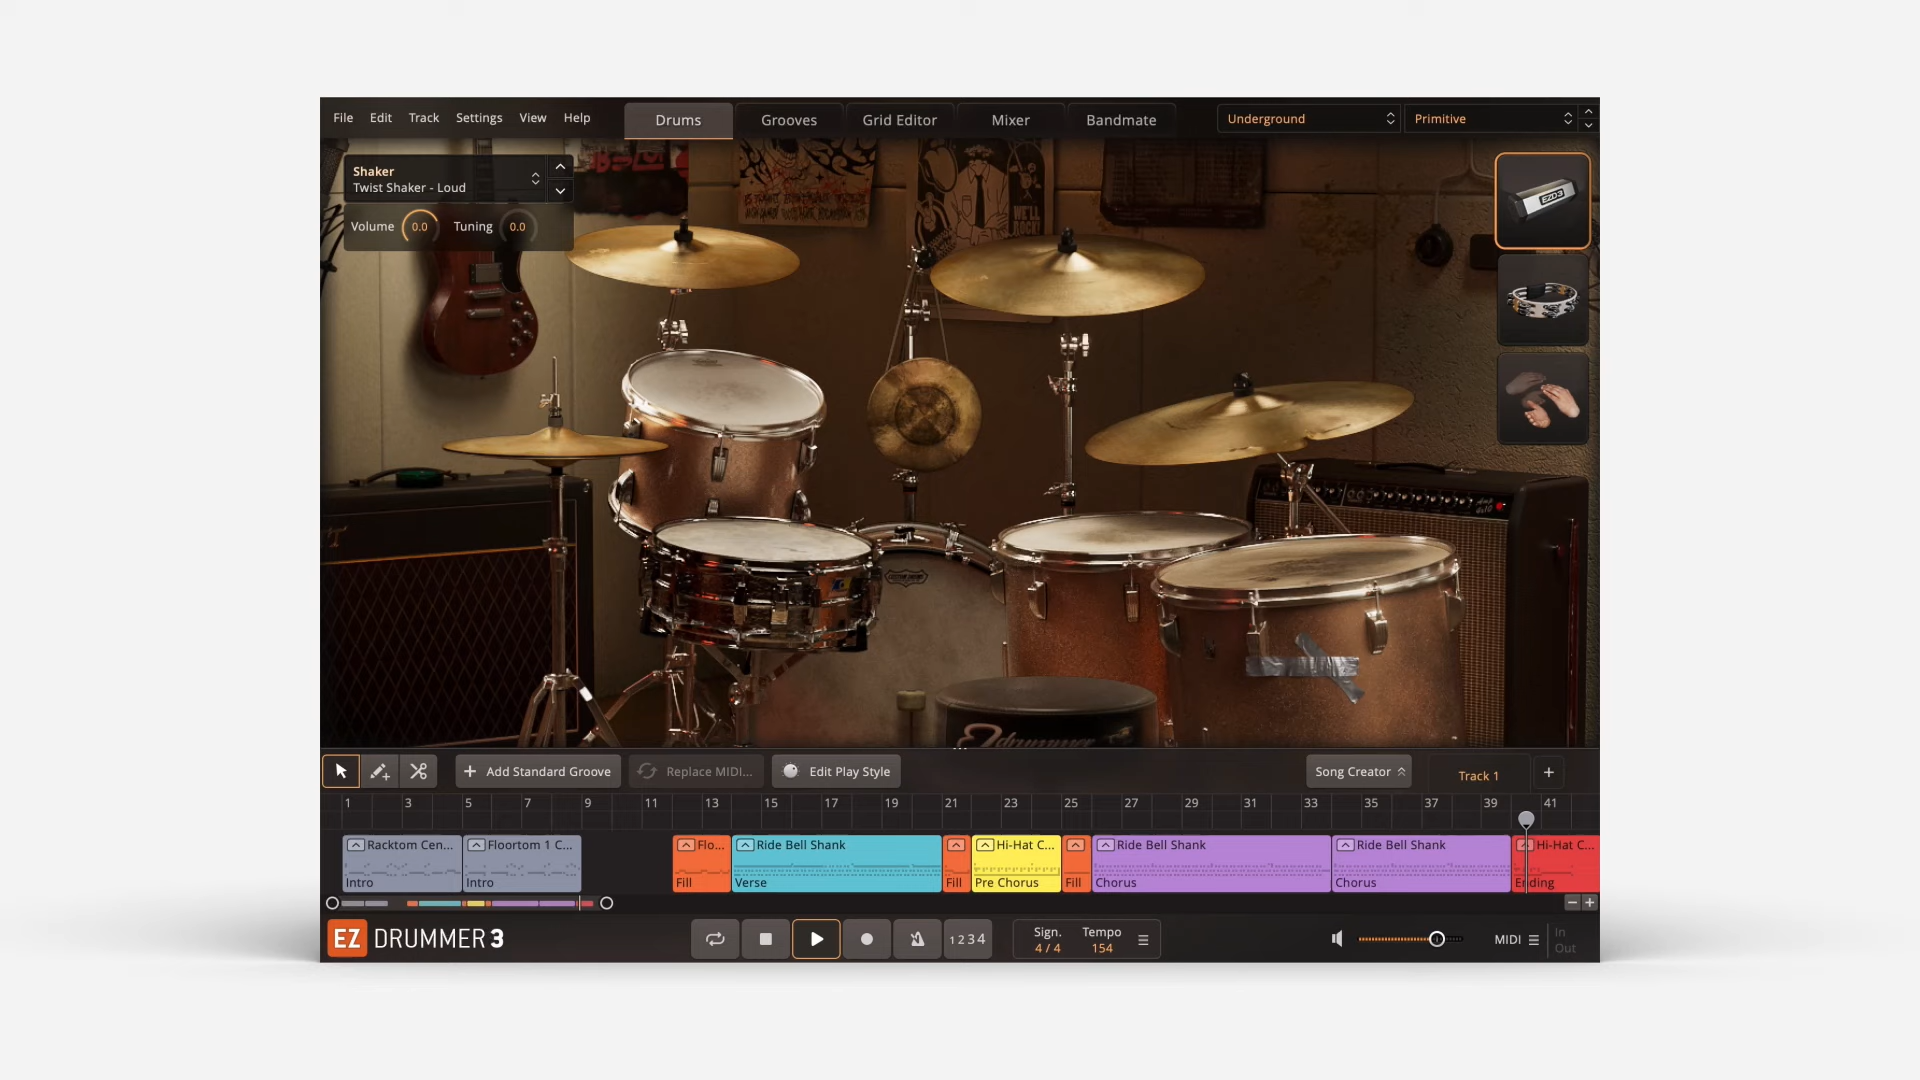 File Edit Track Settings View Help
Drums Grooves Grid Editor Mixer Bandmate
Underground Primitive
Shaker
Twist Shaker - Loud
Volume 0.0 Tuning 0.0
EZD3
WE'LL
ROCK!
Ezdrummer
Add Standard Groove Replace MIDI... Edit Play Style Song Creator Track 1
1 3 5 7 9 11 13 15 17 19 21 23 25 27 29 31 33 35 37 39 41
Racktom Cen... Floortom 1 C... Flo... Ride Bell Shank Hi-Hat C... Ride Bell Shank Ride Bell Shank Hi-Hat C...
Intro Intro Fill Verse Fill Pre Chorus Fill Chorus Chorus Ending
EZ DRUMMER 3
1 2 3 4
Sign. Tempo
4 / 4 154
MIDI In
Out